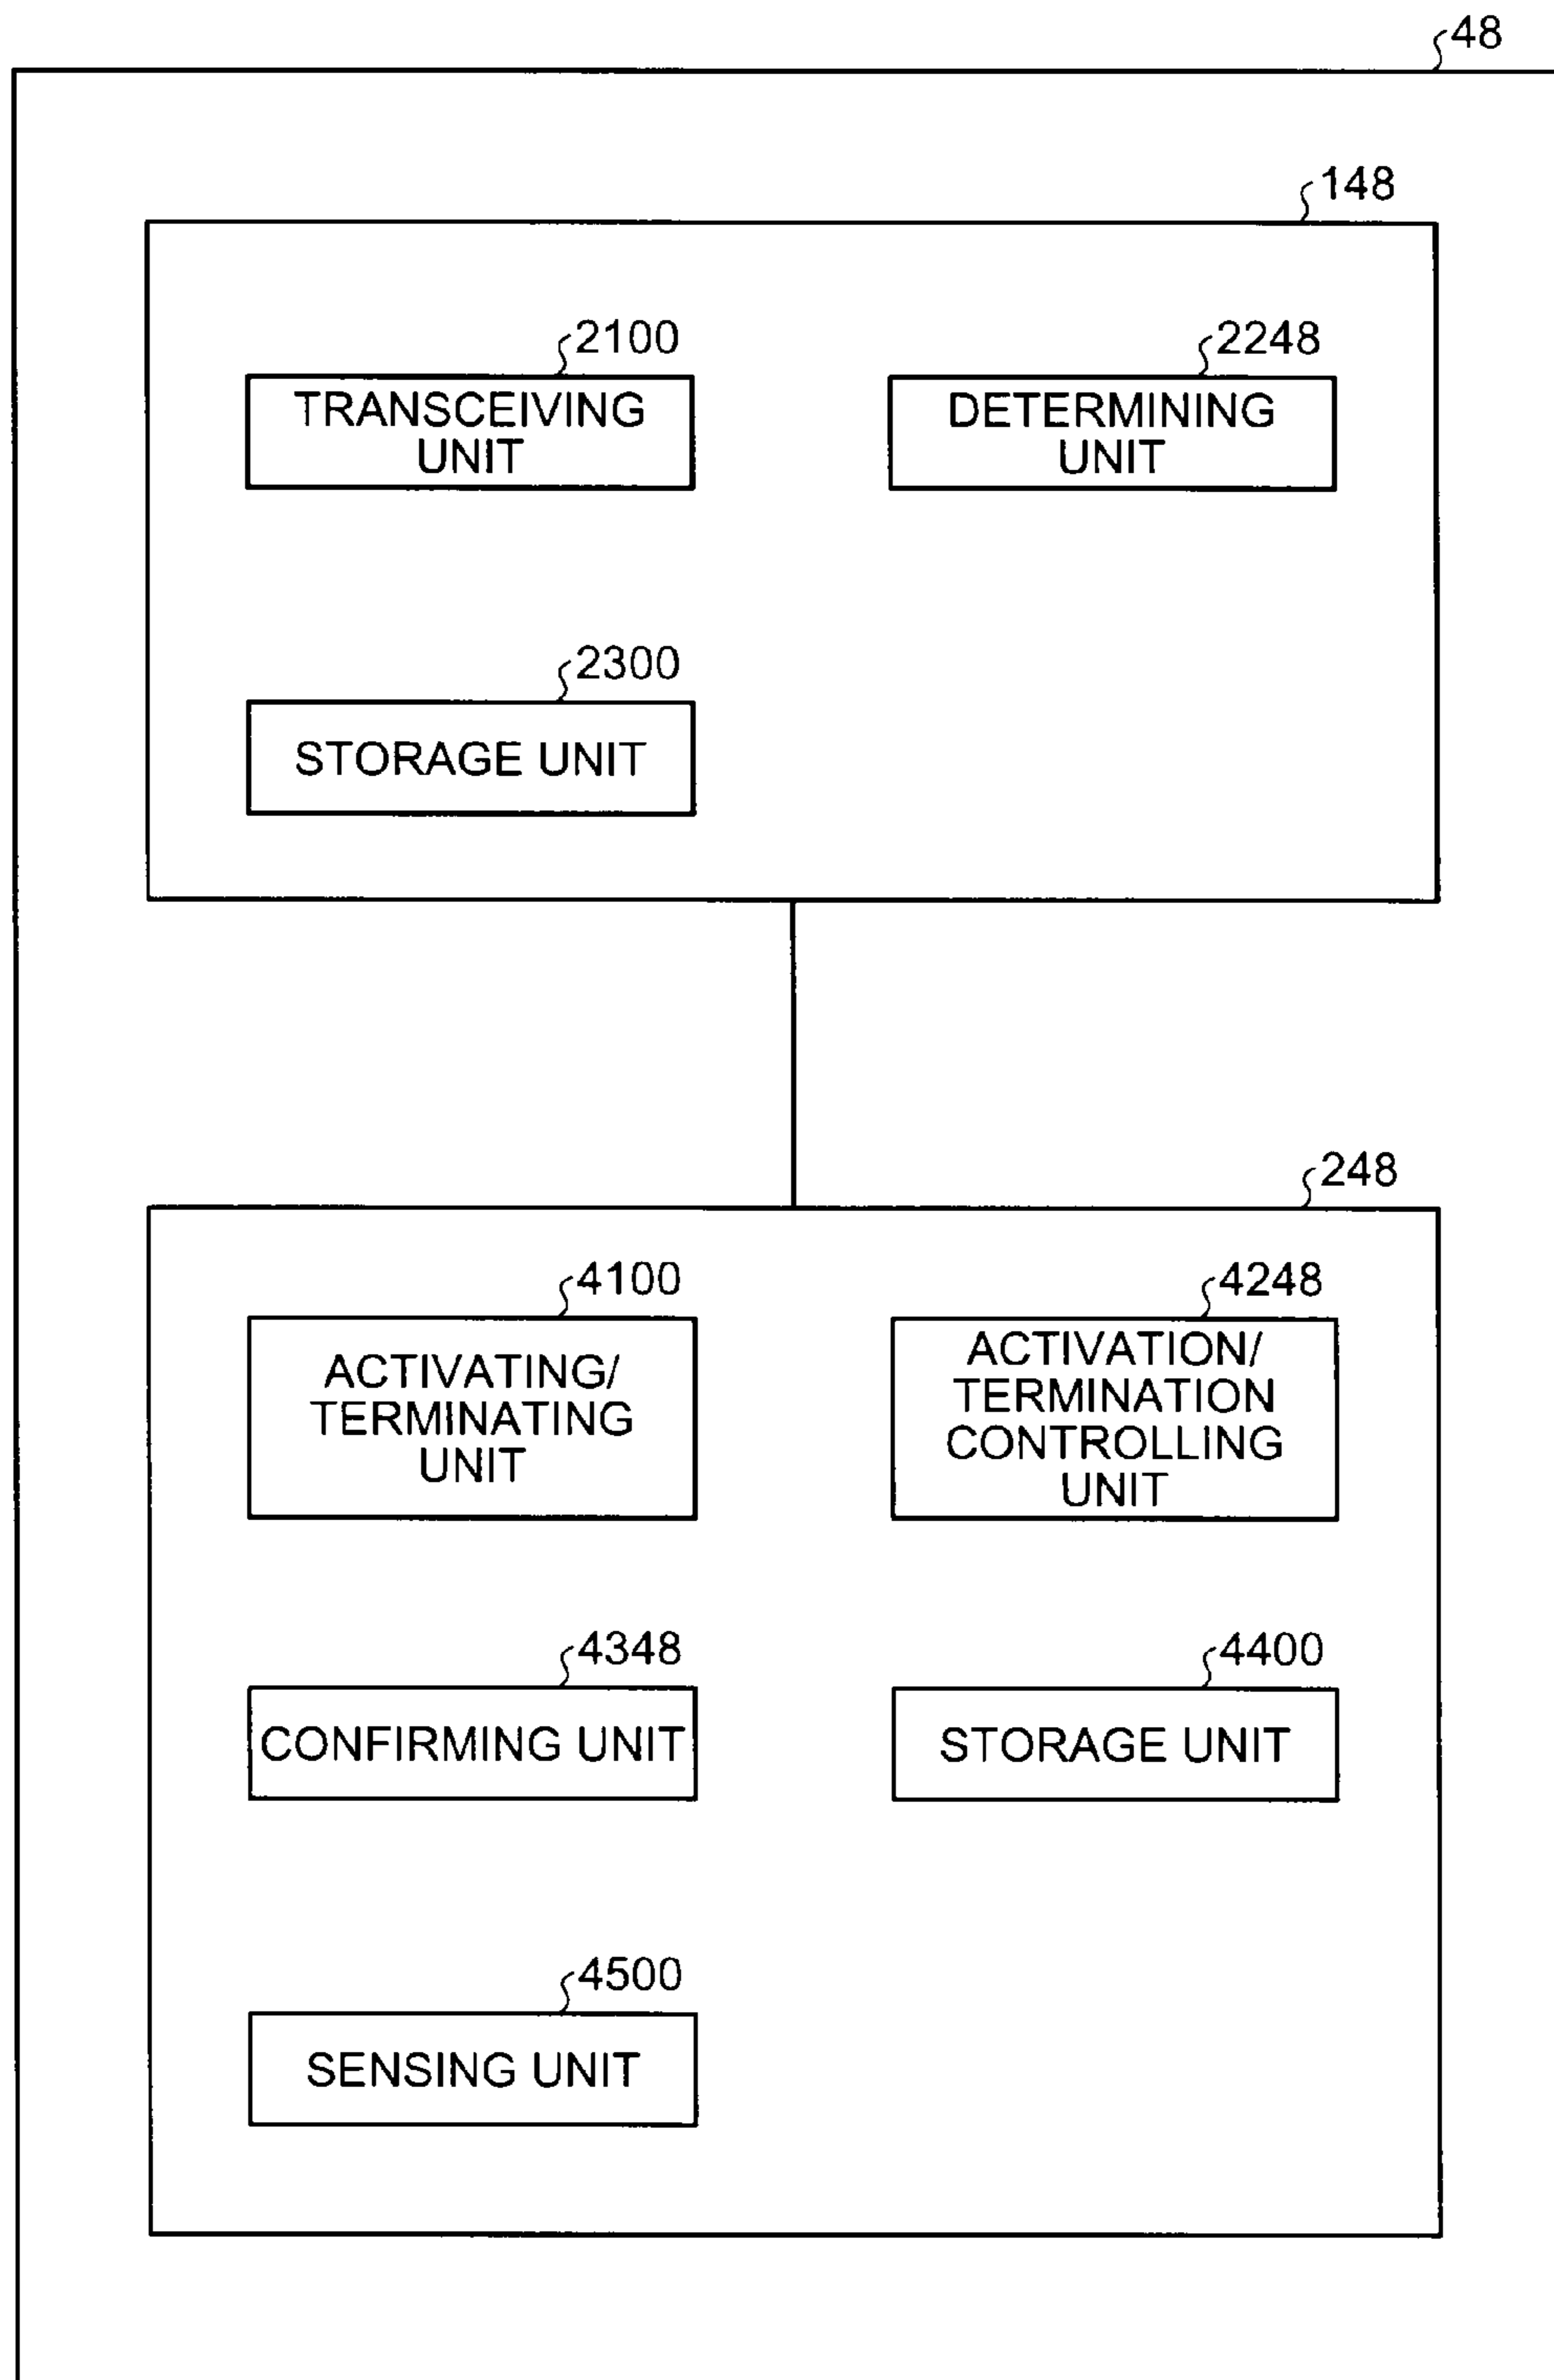 48
148
2100
2248
TRANSCEIVING
UNIT
DETERMINING
UNIT
2300
STORAGE UNIT
248
4100
4248
ACTIVATING/
TERMINATING
UNIT
ACTIVATION/
TERMINATION
CONTROLLING
UNIT
4348
4400
CONFIRMING UNIT
STORAGE UNIT
4500
SENSING UNIT